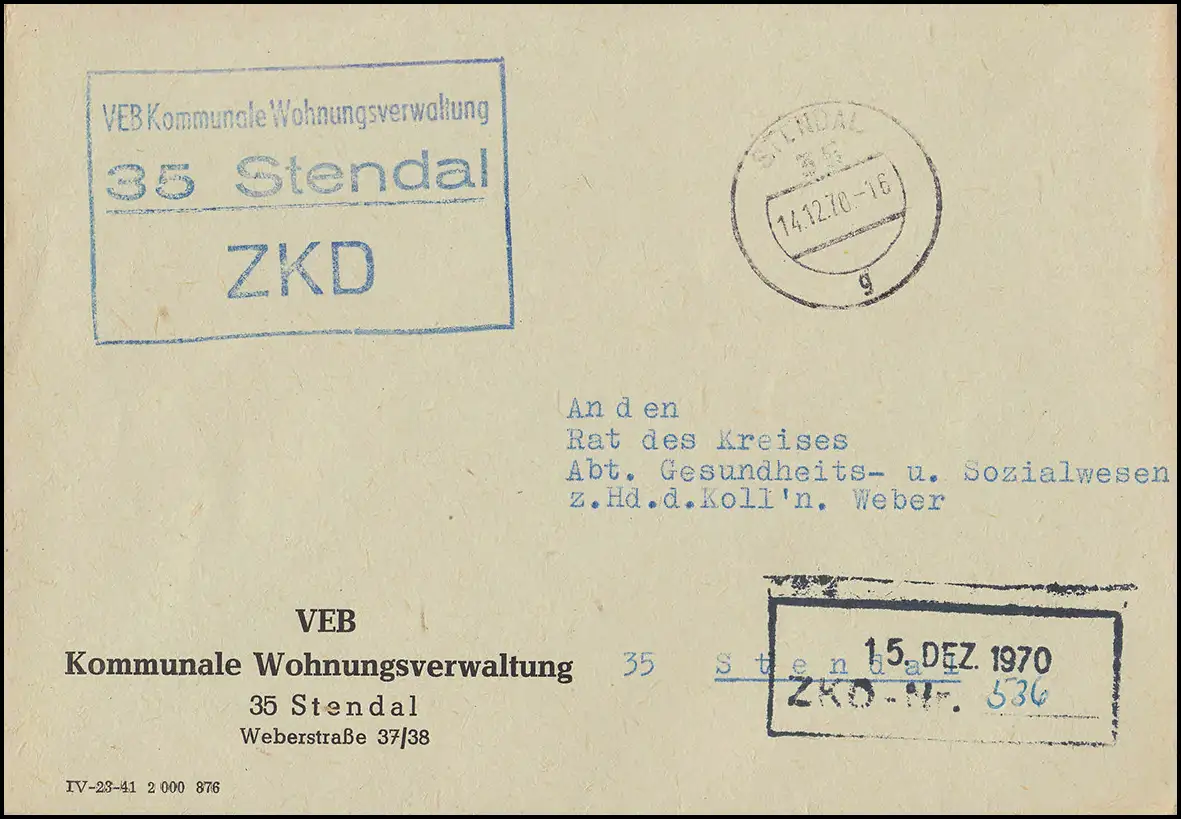 VEB Kommunale Wohnungsverwaltung
35 Stendal
ZKD
STENDAL
35
14.12.70-16
g
An den
Rat des Kreises
Abt. Gesundheits- u. Sozialwesen
z.Hd.d.Koll'n. Weber
VEB
Kommunale Wohnungsverwaltung
35 Stendal
Weberstraße 37/38
35 Stendal
15. DEZ. 1970
ZKD-Nr. 536
IV-23-41 2 000 876